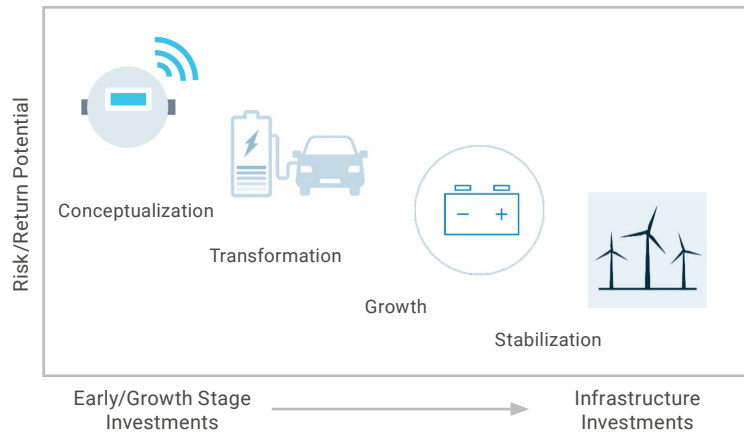 Risk/Return Potential
Conceptualization
Transformation
Growth
Stabilization
Early/Growth Stage
Investments
Infrastructure
Investments